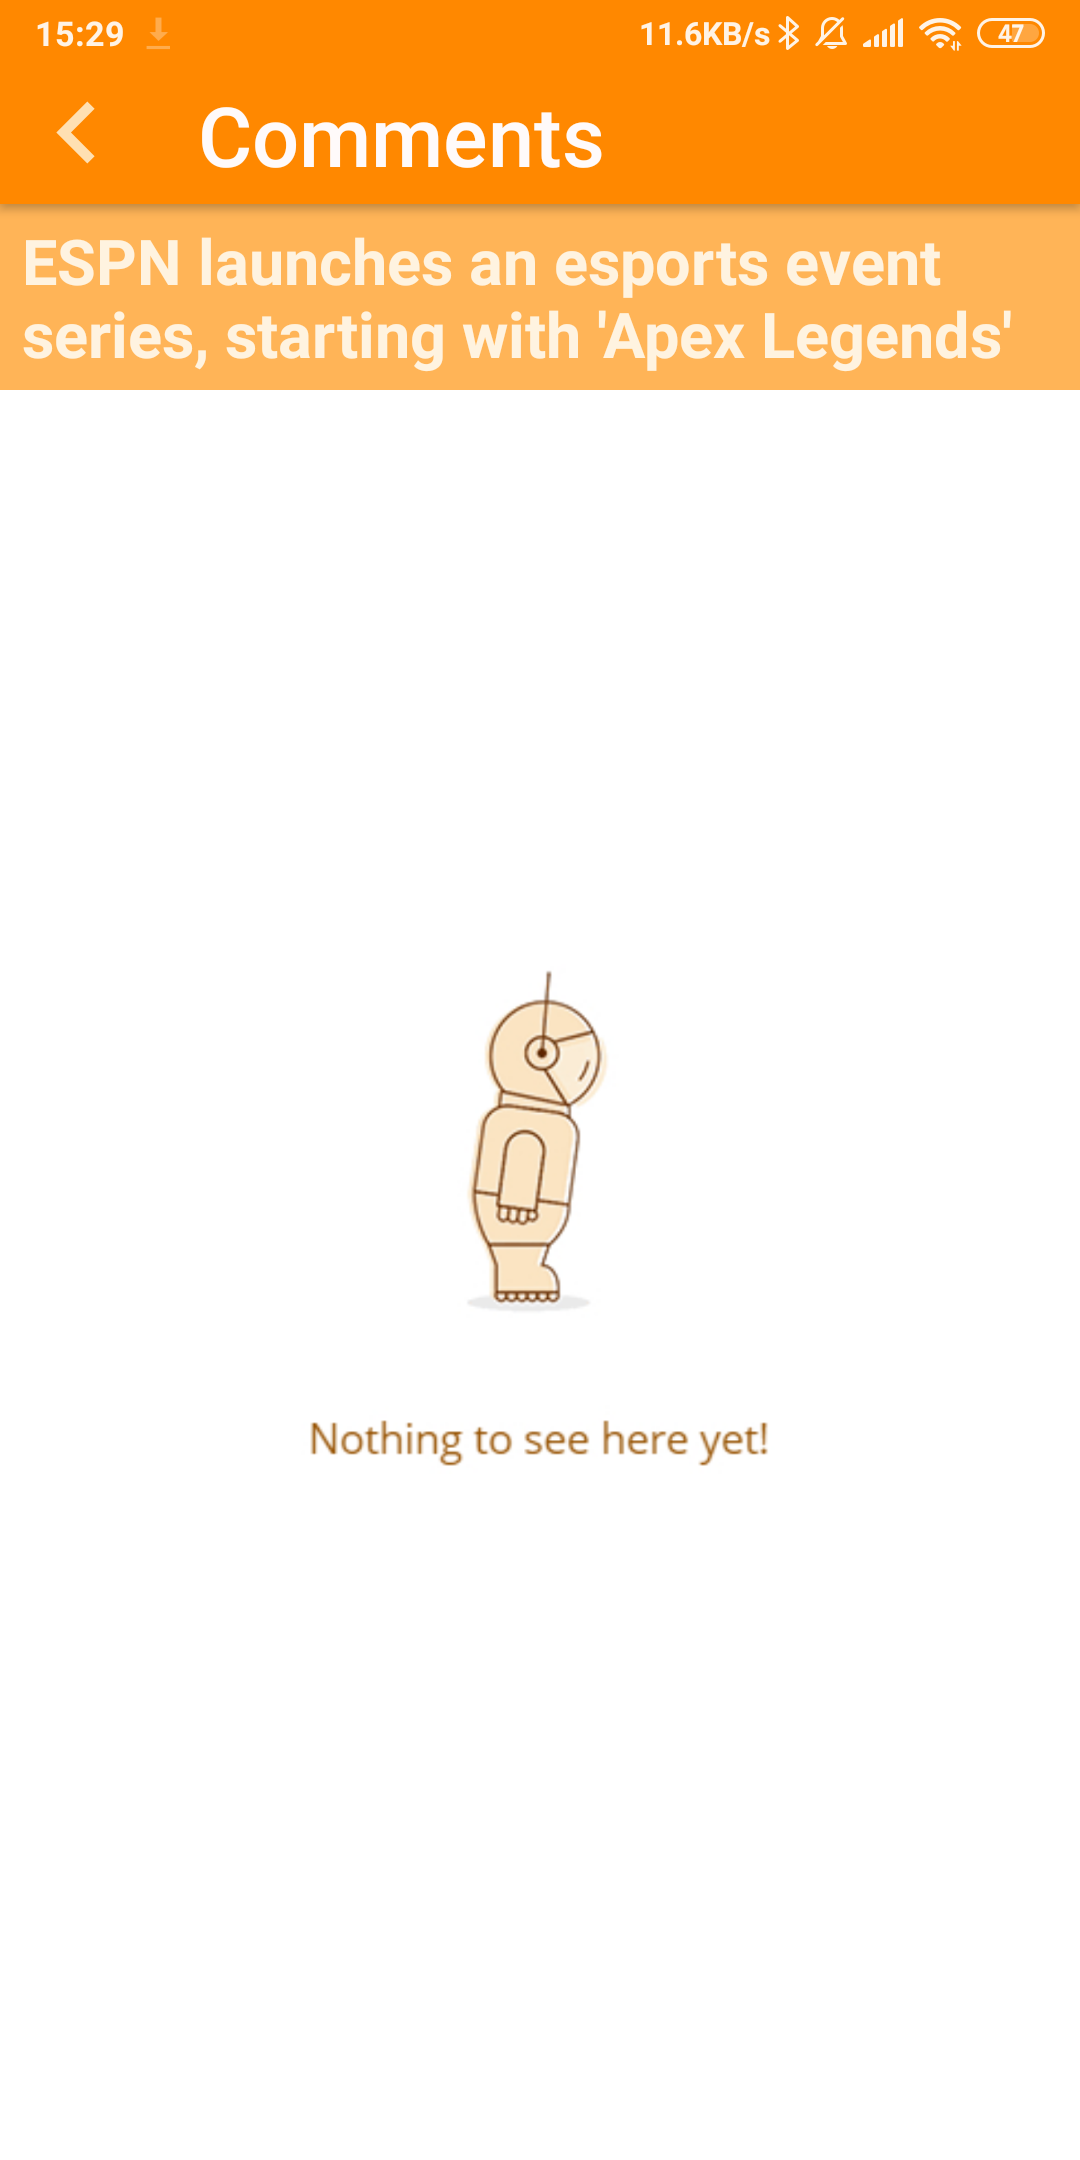 15:29 11.6KB/s 47
Comments
ESPN launches an esports event
series, starting with 'Apex Legends'
Nothing to see here yet!